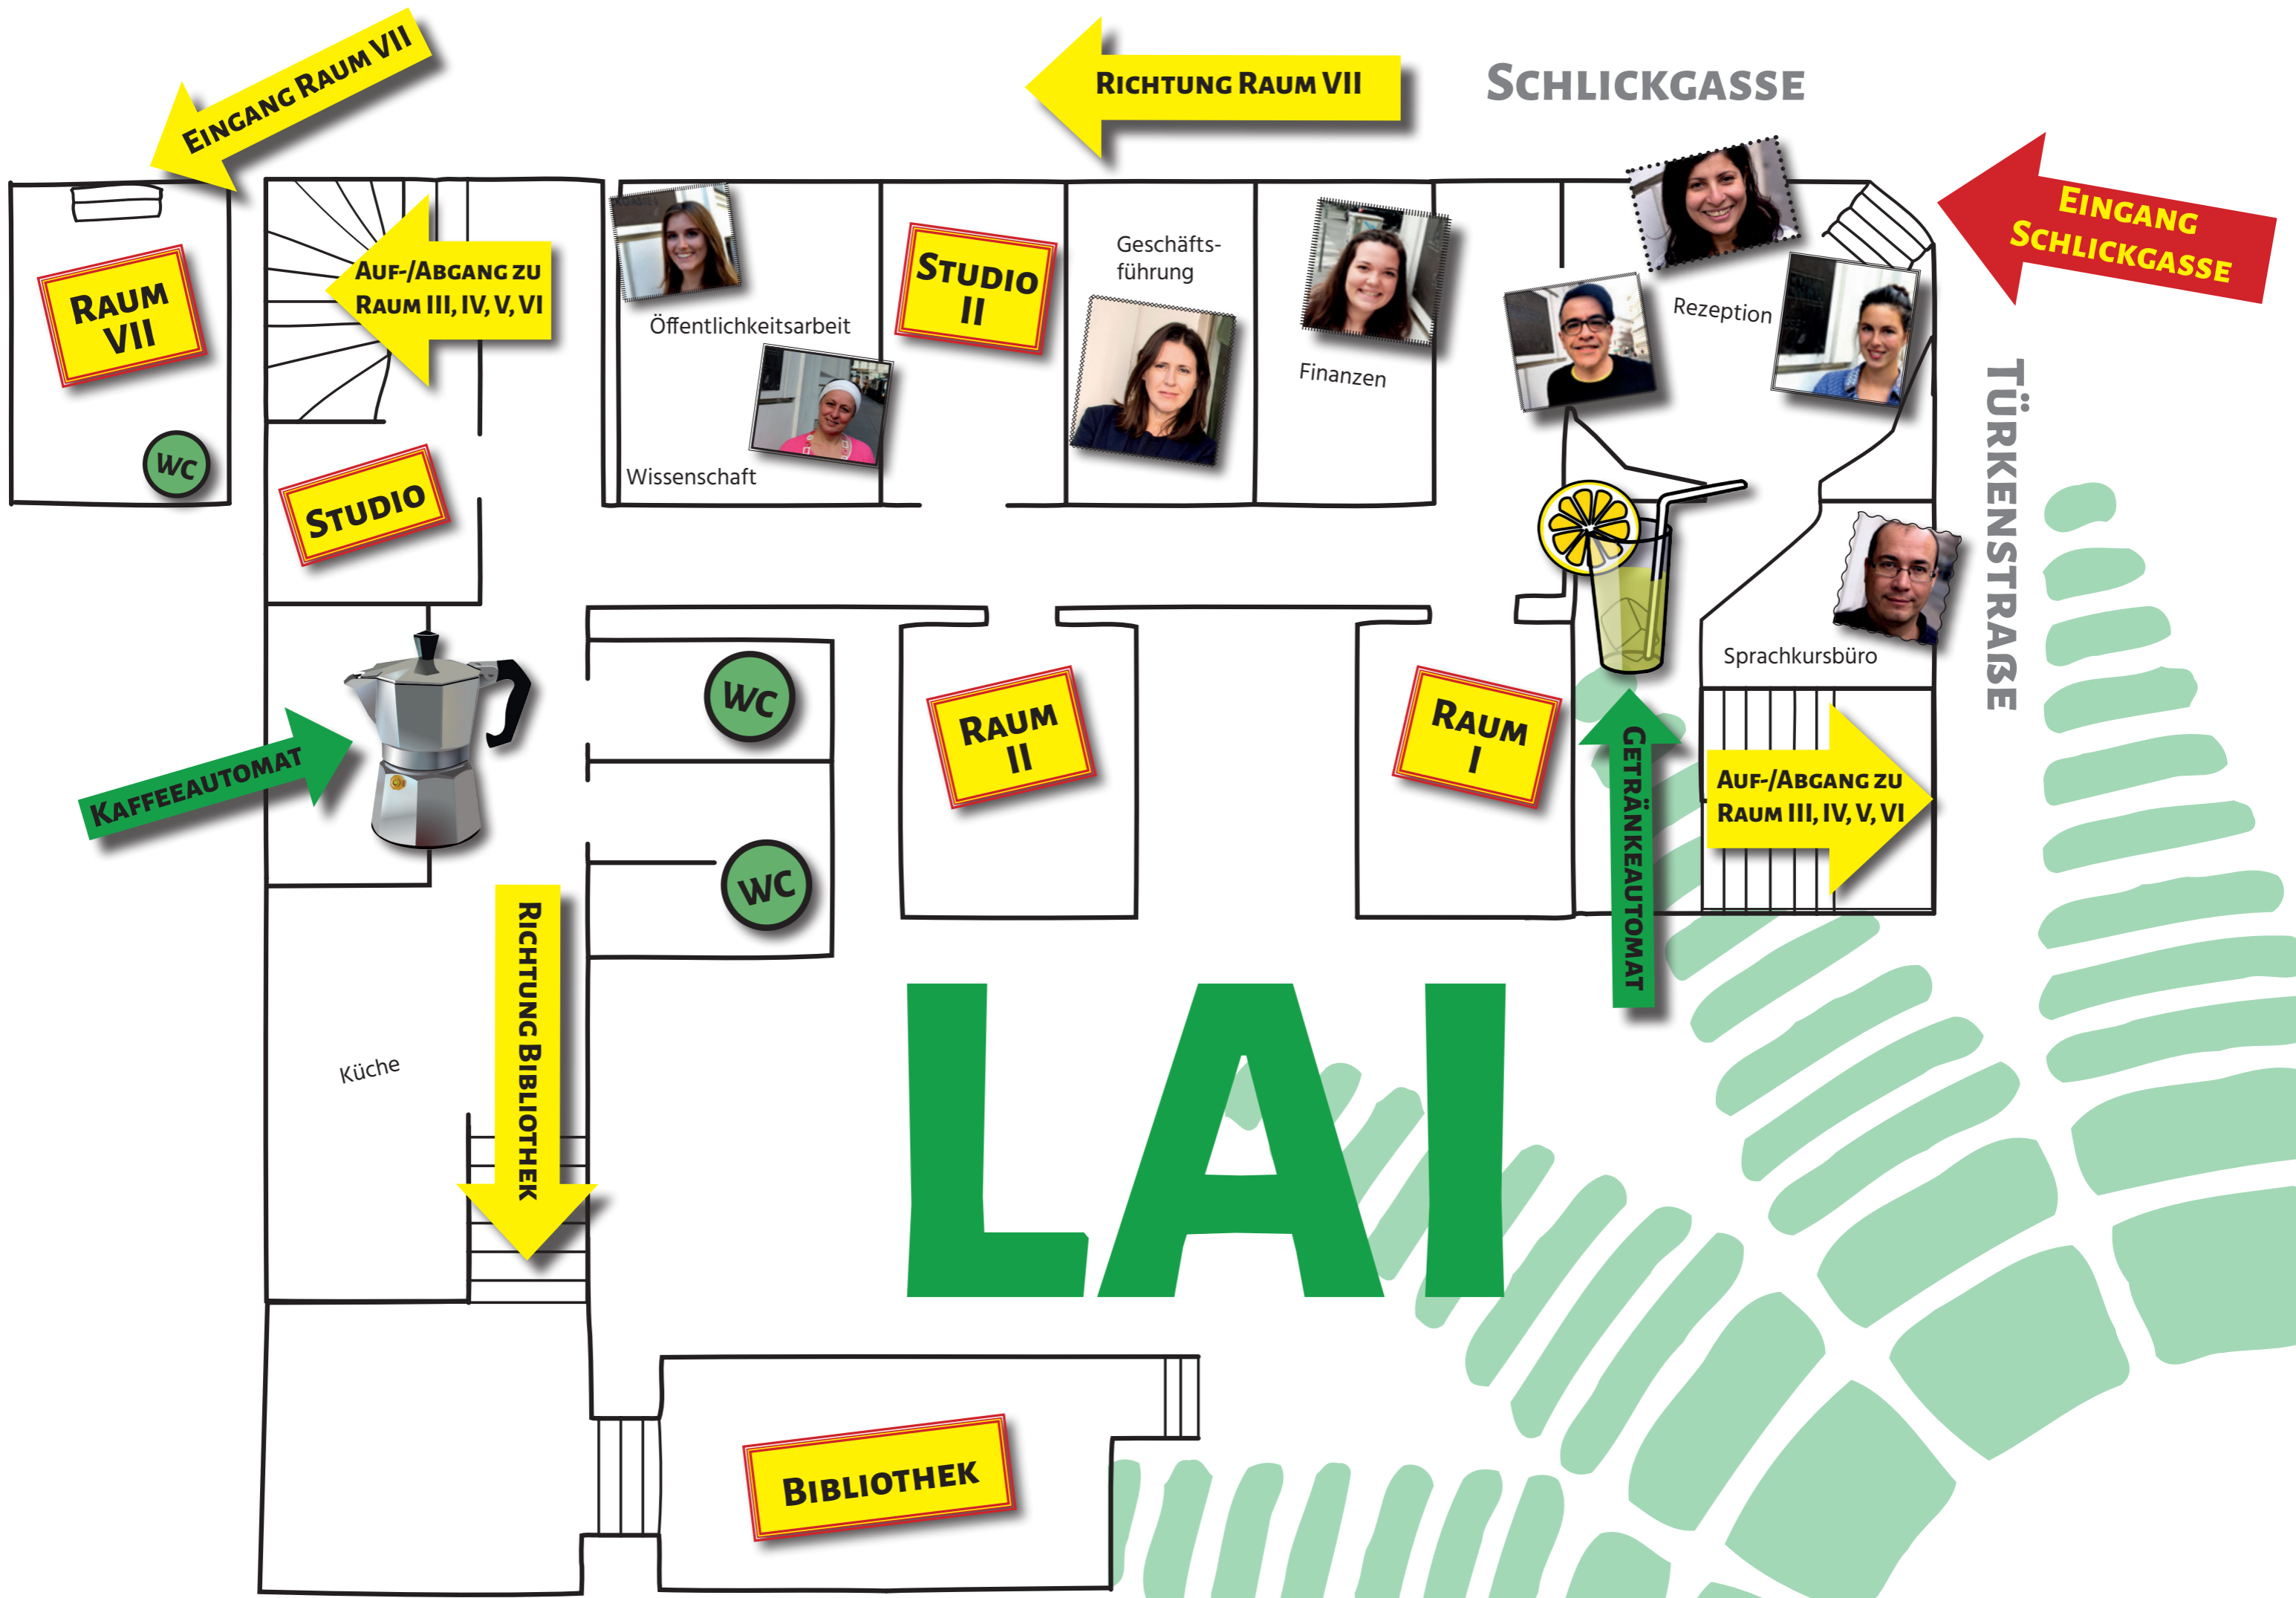 EINGANG RAUM VII
RICHTUNG RAUM VII
SCHLICKGASSE
EINGANG
SCHLICKGASSE
RAUM
VII
WC
AUF-/ABGANG ZU
RAUM III, IV, V, VI
STUDIO
Öffentlichkeitsarbeit
Wissenschaft
STUDIO
II
Geschäfts-
führung
Finanzen
Rezeption
TÜRKENSTRAßE
Sprachkursbüro
KAFFEEAUTOMAT
WC
WC
RAUM
II
RAUM
I
GETRÄNKEAUTOMAT
AUF-/ABGANG ZU
RAUM III, IV, V, VI
RICHTUNG BIBLIOTHEK
Küche
LAI
BIBLIOTHEK